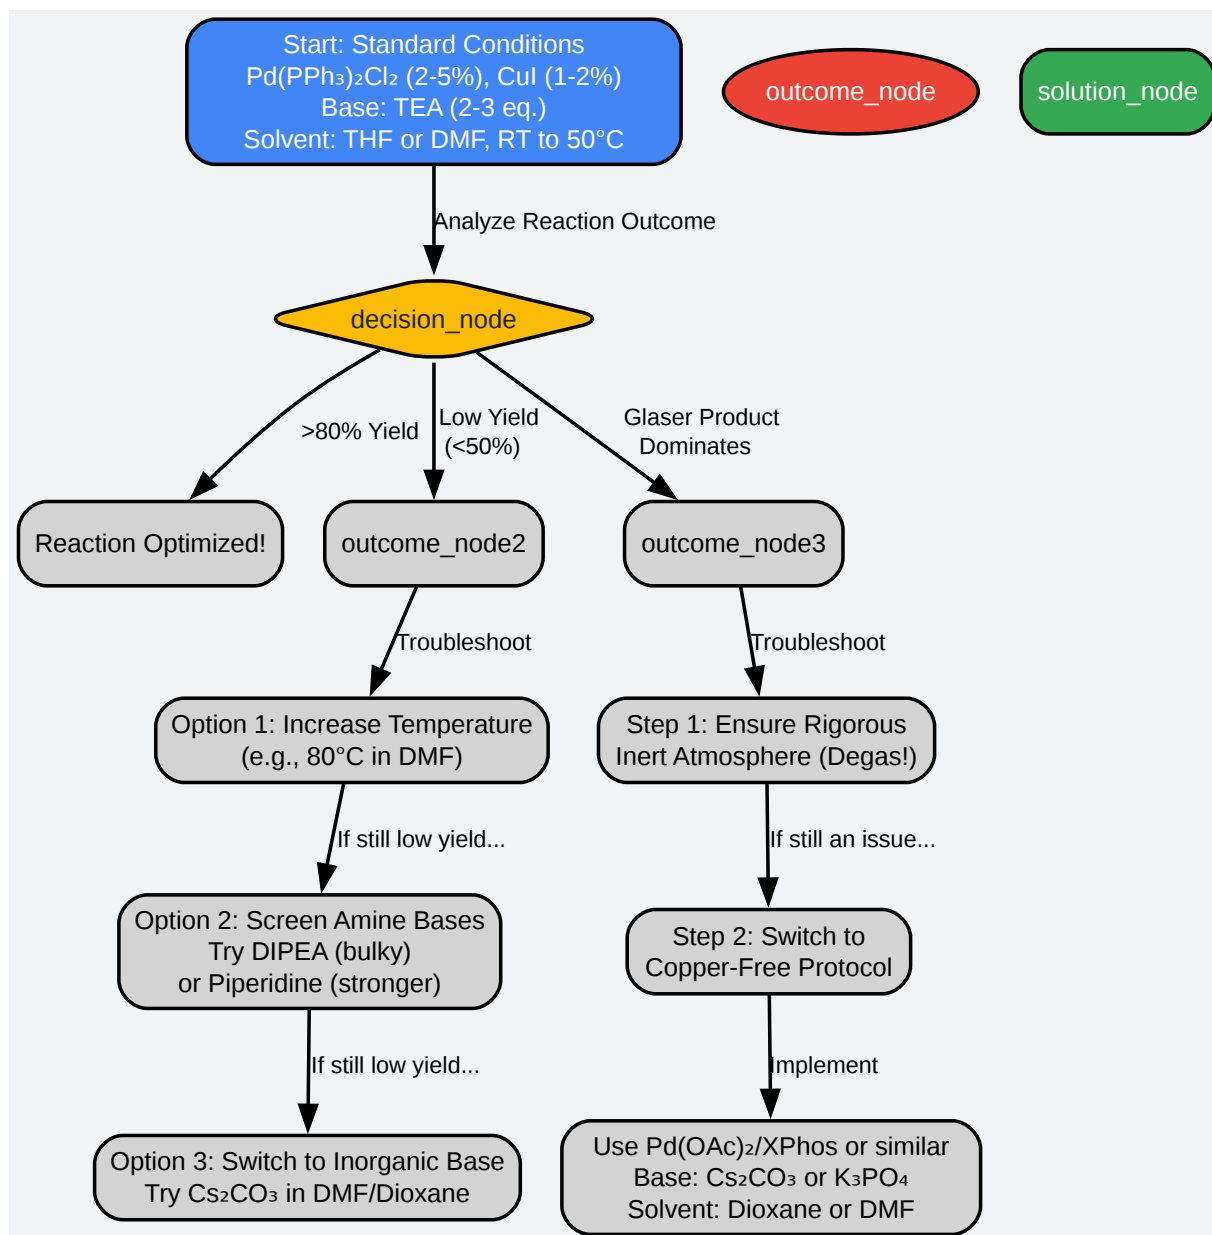 Start: Standard Conditions
Pd(PPh₃)₂Cl₂ (2-5%), CuI (1-2%)
Base: TEA (2-3 eq.)
Solvent: THF or DMF, RT to 50°C
outcome_node
solution_node
Analyze Reaction Outcome
decision_node
>80% Yield
Low Yield
(<50%)
Glaser Product
Dominates
Reaction Optimized!
outcome_node2
outcome_node3
Troubleshoot
Troubleshoot
Option 1: Increase Temperature
(e.g., 80°C in DMF)
Step 1: Ensure Rigorous
Inert Atmosphere (Degas!)
If still low yield...
If still an issue...
Option 2: Screen Amine Bases
Try DIPEA (bulky)
or Piperidine (stronger)
Step 2: Switch to
Copper-Free Protocol
If still low yield...
Implement
Option 3: Switch to Inorganic Base
Try Cs₂CO₃ in DMF/Dioxane
Use Pd(OAc)₂/XPhos or similar
Base: Cs₂CO₃ or K₃PO₄
Solvent: Dioxane or DMF